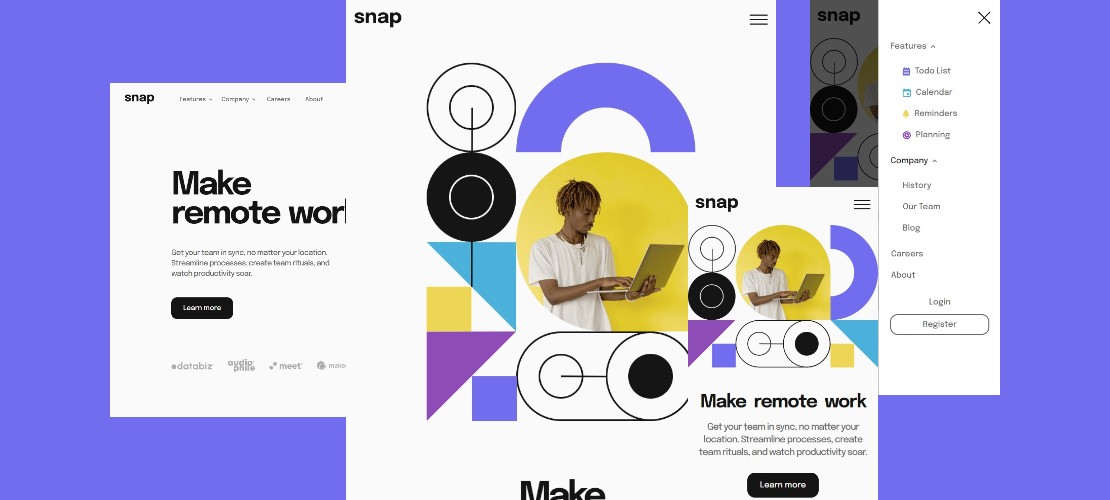 snap
Features
Company
Careers
About
Make
remote work
Get your team in sync, no matter your location.
Streamline processes, create team rituals, and
watch productivity soar.
Learn more
databiz
audio
phile
meet
maker
snap
Make
snap
Make remote work
Get your team in sync, no matter your
location. Streamline processes, create
team rituals, and watch productivity soar.
Learn more
snap
Features
Todo List
Calendar
Reminders
Planning
Company
History
Our Team
Blog
Careers
About
Login
Register